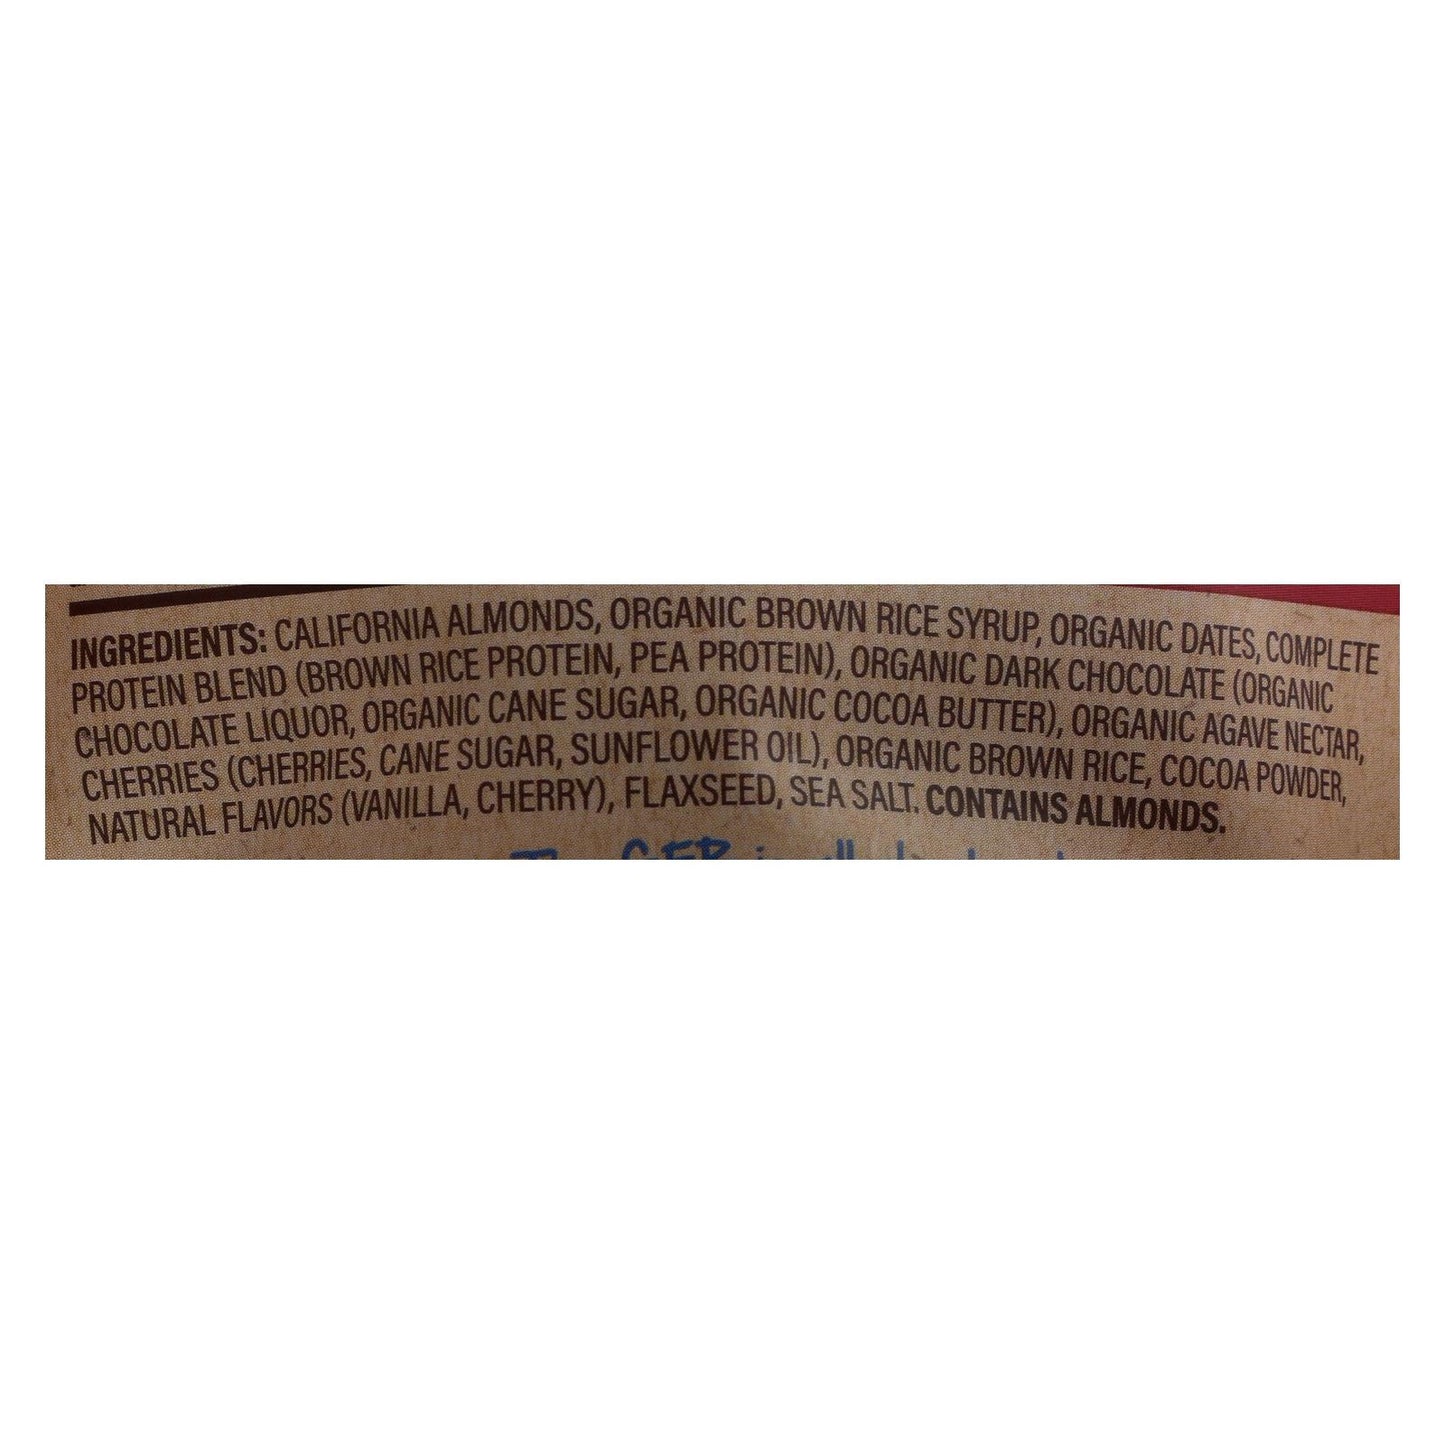 INGREDIENTS: CALIFORNIA ALMONDS, ORGANIC BROWN RICE SYRUP, ORGANIC DATES, COMPLETE
PROTEIN BLEND (BROWN RICE PROTEIN, PEA PROTEIN), ORGANIC DARK CHOCOLATE (ORGANIC
CHOCOLATE LIQUOR, ORGANIC CANE SUGAR, ORGANIC COCOA BUTTER), ORGANIC AGAVE NECTAR,
CHERRIES (CHERRIES, CANE SUGAR, SUNFLOWER OIL), ORGANIC BROWN RICE, COCOA POWDER,
NATURAL FLAVORS (VANILLA, CHERRY), FLAXSEED, SEA SALT. CONTAINS ALMONDS.